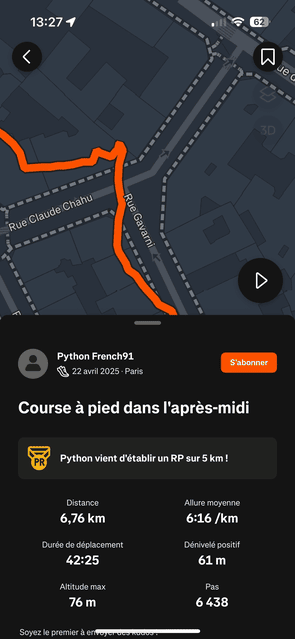 13:27
62
Rue Claude Chahu
Rue Gavarni
3D
Python French91
S'abonner
22 avril 2025 · Paris
Course à pied dans l'après-midi
PR
Python vient d'établir un RP sur 5 km !
Distance
Allure moyenne
6,76 km
6:16 /km
Durée de déplacement
Dénivelé positif
42:25
61 m
Altitude max
Pas
76 m
6 438
Soyez le premier à envoyer des kudos !